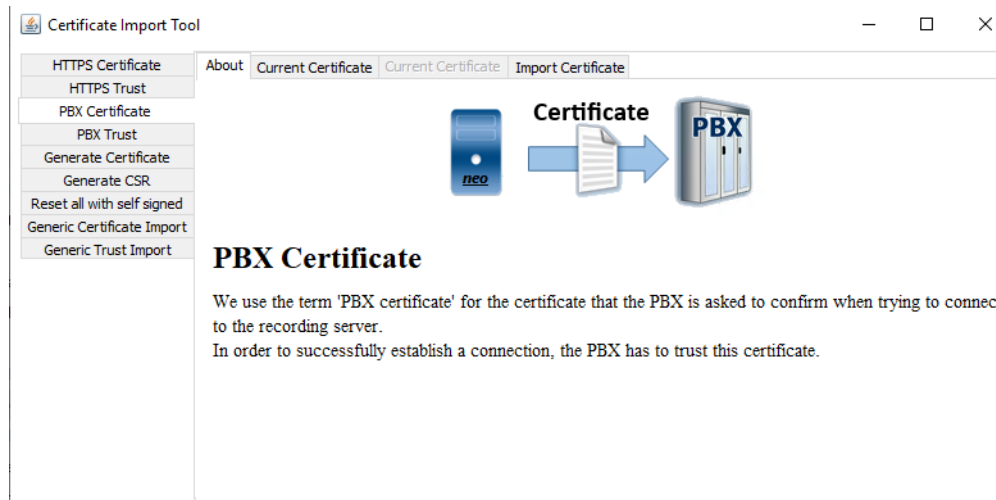 Certificate Import Tool
HTTPS Certificate
HTTPS Trust
PBX Certificate
PBX Trust
Generate Certificate
Generate CSR
Reset all with self signed
Generic Certificate Import
Generic Trust Import
About Current Certificate Current Certificate Import Certificate
Certificate
PBX
neo
PBX Certificate
We use the term 'PBX certificate' for the certificate that the PBX is asked to confirm when trying to connec
to the recording server.
In order to successfully establish a connection, the PBX has to trust this certificate.